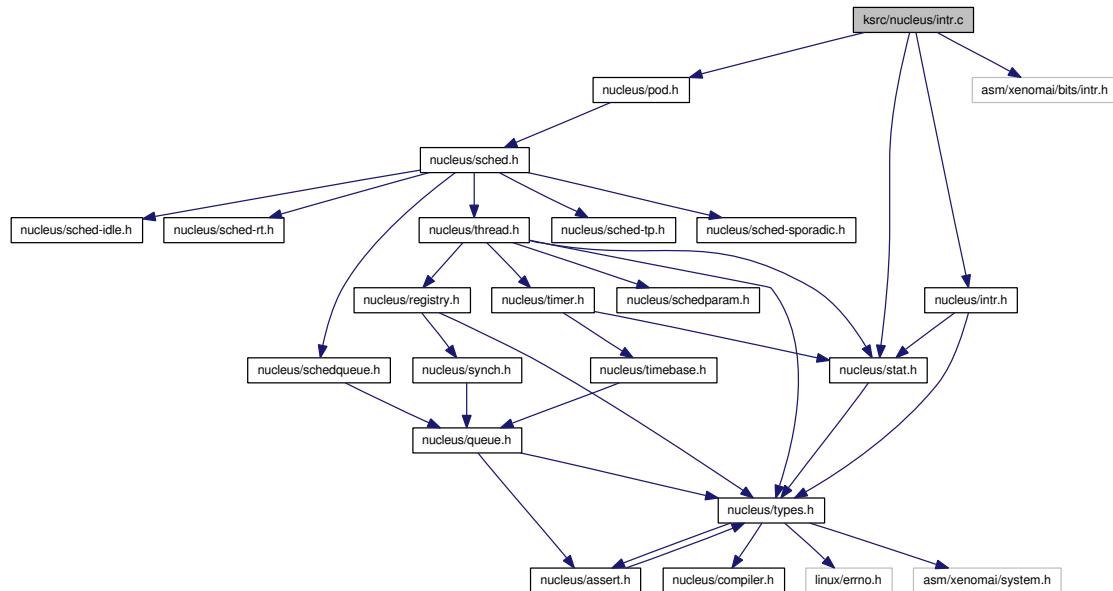 ksrc/nucleus/intr.c
nucleus/pod.h
asm/xenomai/bits/intr.h
nucleus/sched.h
nucleus/sched-idle.h
nucleus/sched-rt.h
nucleus/thread.h
nucleus/sched-tp.h
nucleus/sched-sporadic.h
nucleus/registry.h
nucleus/timer.h
nucleus/schedparam.h
nucleus/intr.h
nucleus/schedqueue.h
nucleus/synch.h
nucleus/timebase.h
nucleus/stat.h
nucleus/queue.h
nucleus/types.h
nucleus/assert.h
nucleus/compiler.h
linux/errno.h
asm/xenomai/system.h